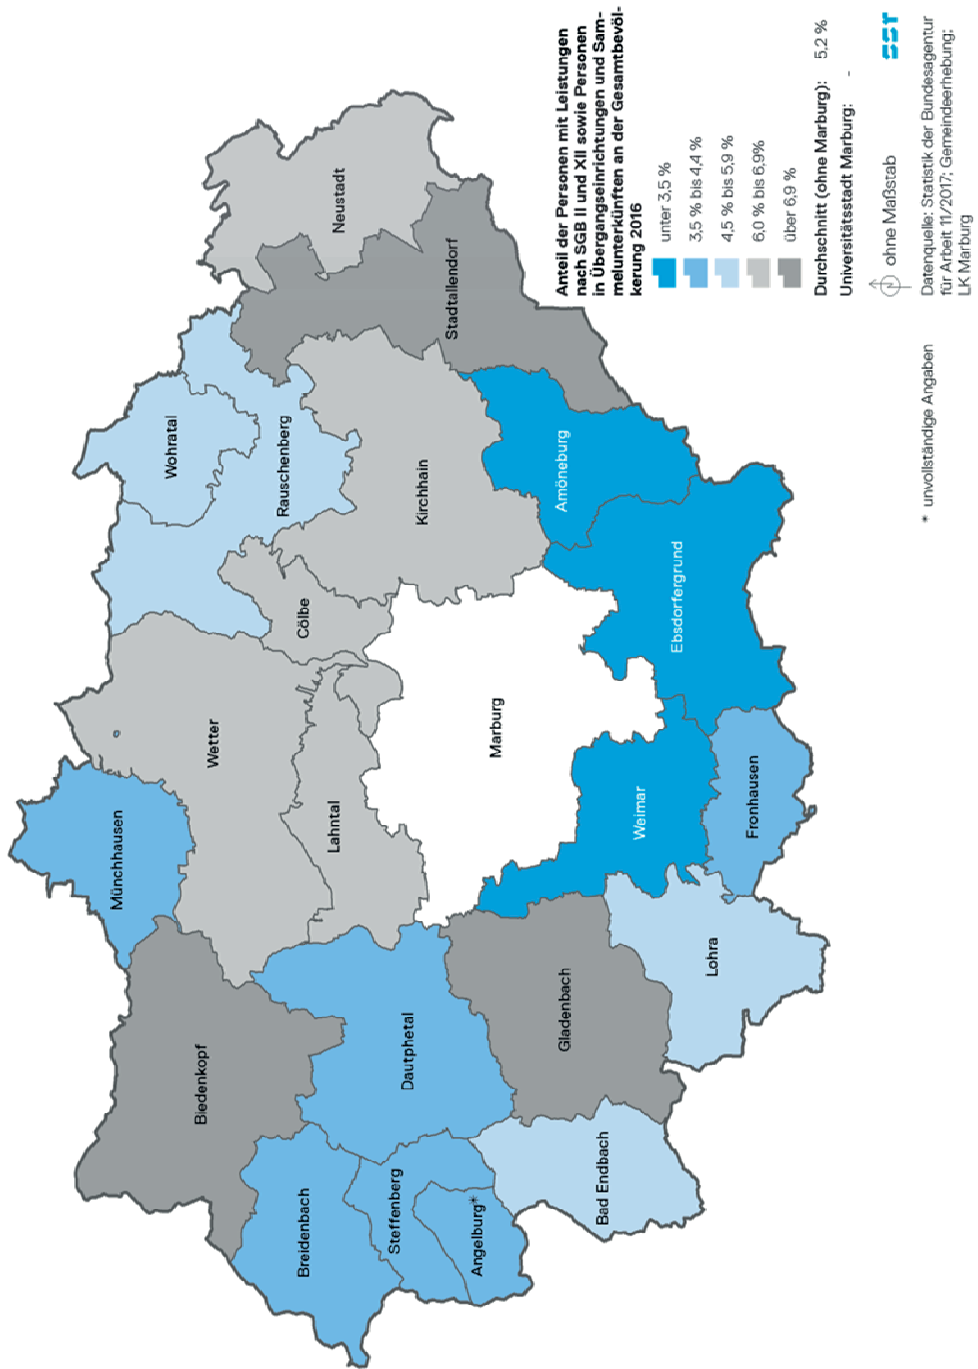 Neustadt
Stadtallendorf
Wohratal
Rauschenberg
Kirchhain
Amöneburg
Cölbe
Ebsdorfergrund
Wetter
Marburg
Münchhausen
Lahntal
Weimar
Fronhausen
Biedenkopf
Dautphetal
Gladenbach
Lohra
Breidenbach
Steffenberg
Angelburg*
Bad Endbach
Anteil der Personen mit Leistungen
nach SGB II und XII sowie Personen
in Übergangseinrichtungen und Sam-
melunterkünften an der Gesamtbevöl-
kerung 2016
unter 3,5 %
3,5 % bis 4,4 %
4,5 % bis 5,9 %
6,0 % bis 6,9%
über 6,9 %
Durchschnitt (ohne Marburg): 5,2 %
Universitätsstadt Marburg: -
ohne Maßstab
SST
Datenquelle: Statistik der Bundesagentur
für Arbeit 11/2017; Gemeindeerhebung;
LK Marburg
* unvollständige Angaben